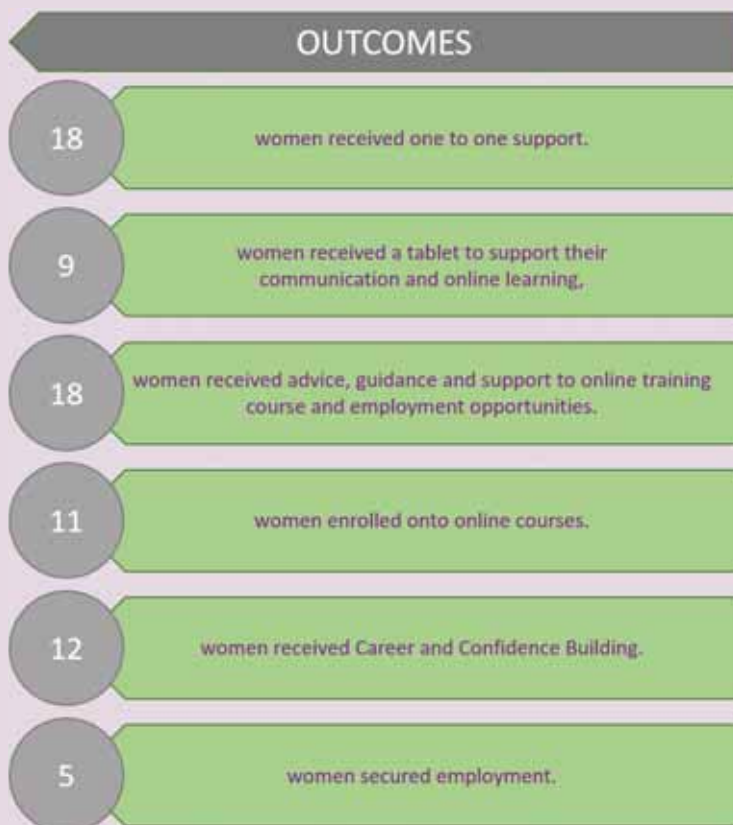 OUTCOMES
18
women received one to one support.
9
women received a tablet to support their
communication and online learning,
18
women received advice, guidance and support to online training
course and employment opportunities.
11
women enrolled onto online courses.
12
women received Career and Confidence Building.
5
women secured employment.